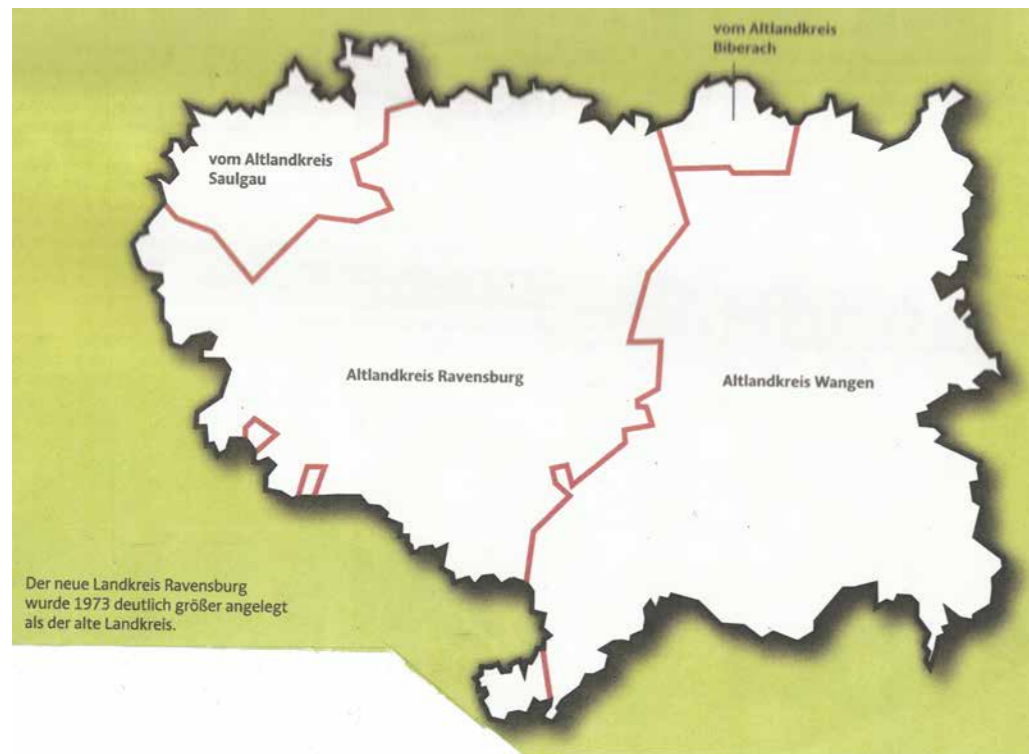 vom Altlandkreis
Biberach
vom Altlandkreis
Saulgau
Altlandkreis Ravensburg
Altlandkreis Wangen
Der neue Landkreis Ravensburg
wurde 1973 deutlich größer angelegt
als der alte Landkreis.